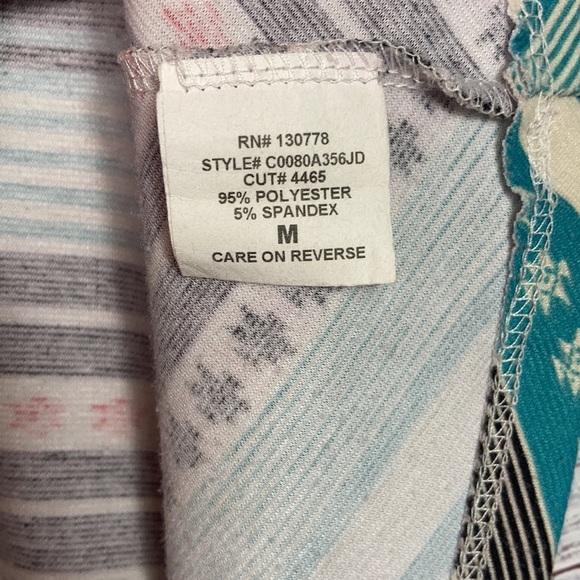 RN# 130778
STYLE# C0080A356JD
CUT# 4465
95% POLYESTER
5% SPANDEX
M
CARE ON REVERSE